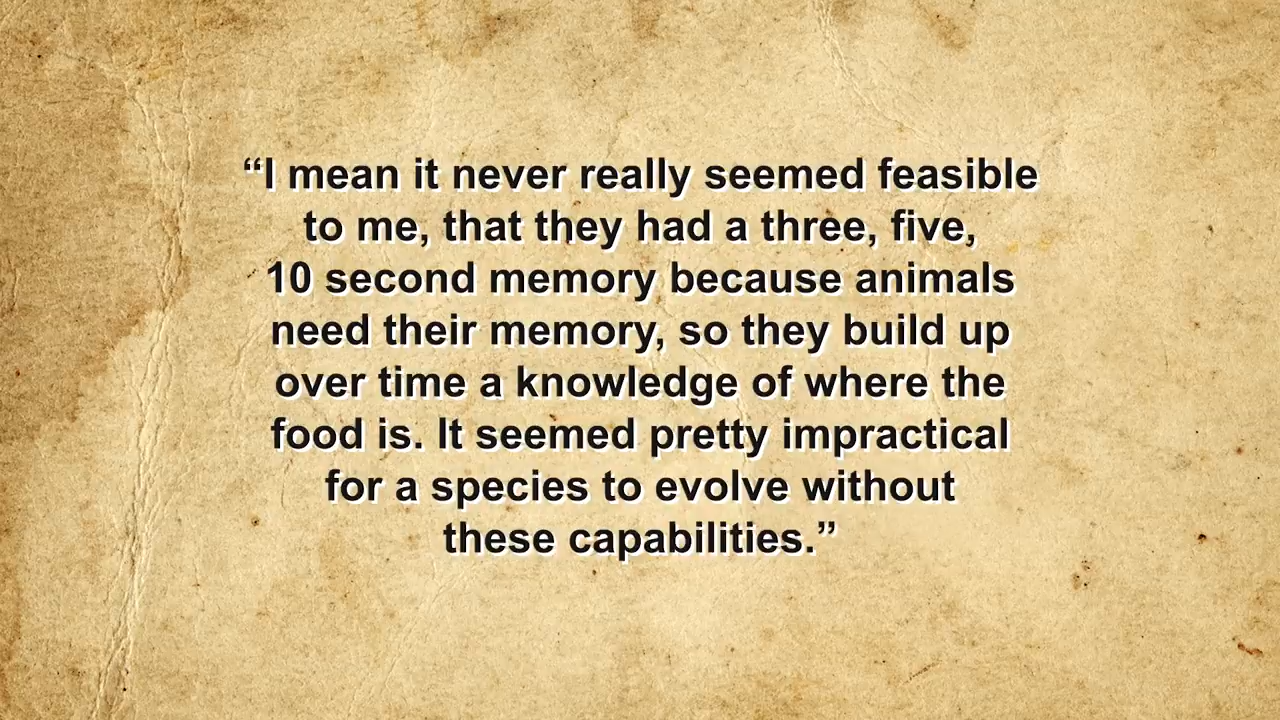 “I mean it never really seemed feasible
to me, that they had a three, five,
10 second memory because animals
need their memory, so they build up
over time a knowledge of where the
food is. It seemed pretty impractical
for a species to evolve without
these capabilities.”